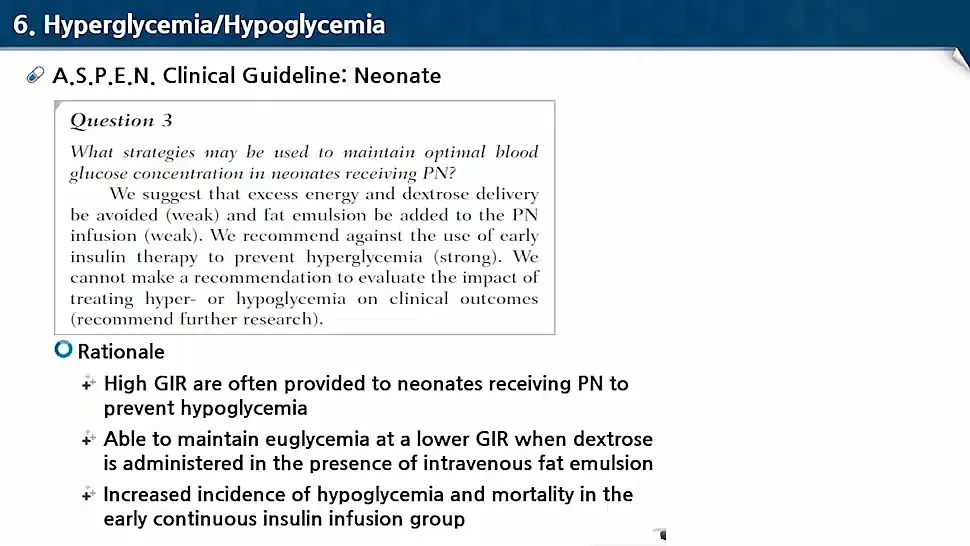 6. Hyperglycemia/Hypoglycemia
A.S.P.E.N. Clinical Guideline: Neonate
Question 3
What strategies may be used to maintain optimal blood
glucose concentration in neonates receiving PN?
We suggest that excess energy and dextrose delivery
be avoided (weak) and fat emulsion be added to the PN
infusion (weak). We recommend against the use of early
insulin therapy to prevent hyperglycemia (strong). We
cannot make a recommendation to evaluate the impact of
treating hyper- or hypoglycemia on clinical outcomes
(recommend further research).
Rationale
High GIR are often provided to neonates receiving PN to
prevent hypoglycemia
Able to maintain euglycemia at a lower GIR when dextrose
is administered in the presence of intravenous fat emulsion
Increased incidence of hypoglycemia and mortality in the
early continuous insulin infusion group